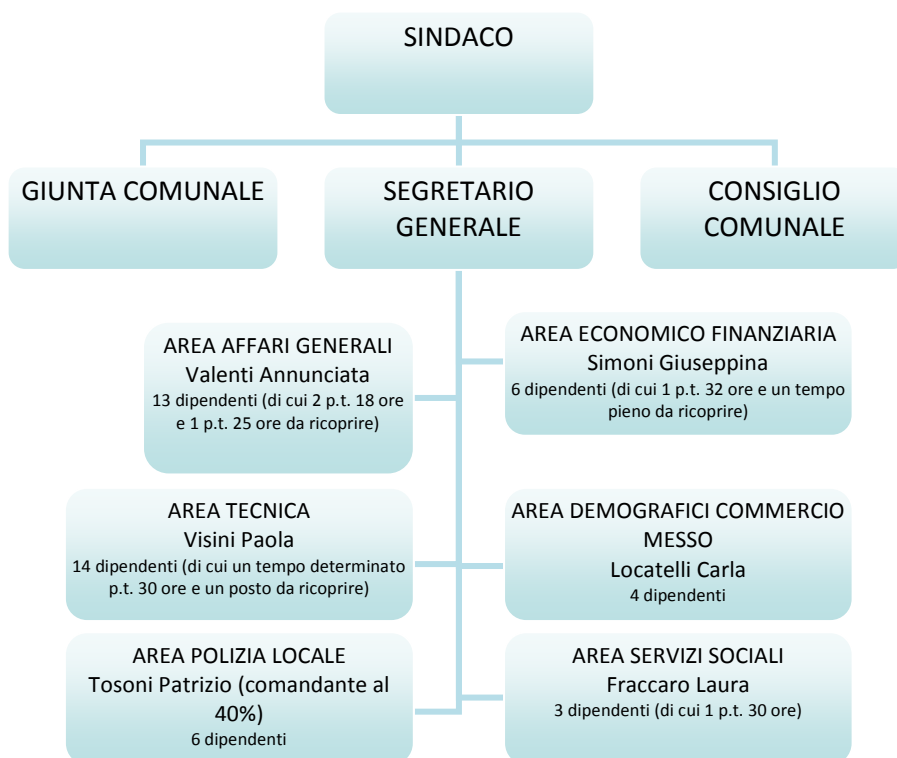 SINDACO
GIUNTA COMUNALE
SEGRETARIO
GENERALE
CONSIGLIO
COMUNALE
AREA AFFARI GENERALI
Valenti Annunciata
13 dipendenti (di cui 2 p.t. 18 ore
e 1 p.t. 25 ore da ricoprire)
AREA ECONOMICO FINANZIARIA
Simoni Giuseppina
6 dipendenti (di cui 1 p.t. 32 ore e un tempo
pieno da ricoprire)
AREA TECNICA
Visini Paola
14 dipendenti (di cui un tempo determinato
p.t. 30 ore e un posto da ricoprire)
AREA DEMOGRAFICI COMMERCIO
MESSO
Locatelli Carla
4 dipendenti
AREA POLIZIA LOCALE
Tosoni Patrizio (comandante al
40%)
6 dipendenti
AREA SERVIZI SOCIALI
Fraccaro Laura
3 dipendenti (di cui 1 p.t. 30 ore)